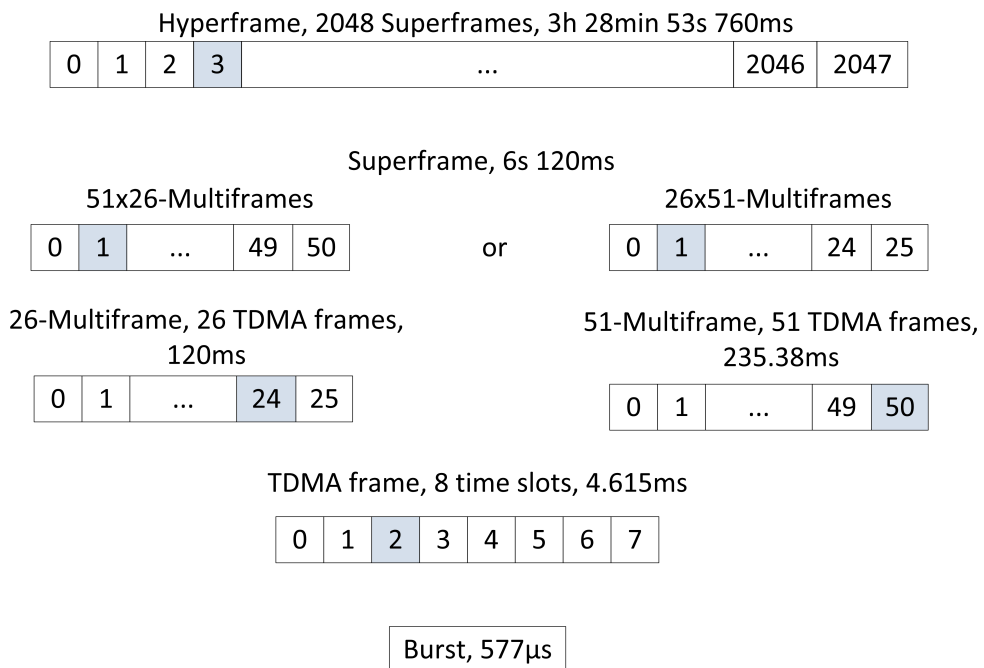 Hyperframe, 2048 Superframes, 3h 28min 53s 760ms
0 1 2 3 ... 2046 2047
Superframe, 6s 120ms
51x26-Multiframes
0 1 ... 49 50
or
26x51-Multiframes
0 1 ... 24 25
26-Multiframe, 26 TDMA frames,
120ms
0 1 ... 24 25
51-Multiframe, 51 TDMA frames,
235.38ms
0 1 ... 49 50
TDMA frame, 8 time slots, 4.615ms
0 1 2 3 4 5 6 7
Burst, 577µs